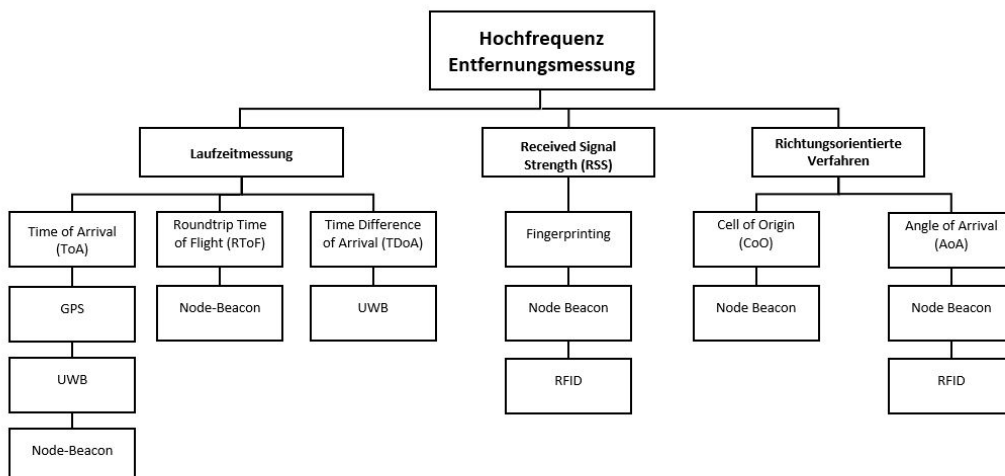 Hochfrequenz
Entfernungsmessung
Laufzeitmessung
Received Signal
Strength (RSS)
Richtungsorientierte
Verfahren
Time of Arrival
(ToA)
Roundtrip Time
of Flight (RToF)
Time Difference
of Arrival (TDoA)
Fingerprinting
Cell of Origin
(CoO)
Angle of Arrival
(AoA)
GPS
Node-Beacon
UWB
Node Beacon
Node Beacon
Node Beacon
UWB
RFID
RFID
Node-Beacon